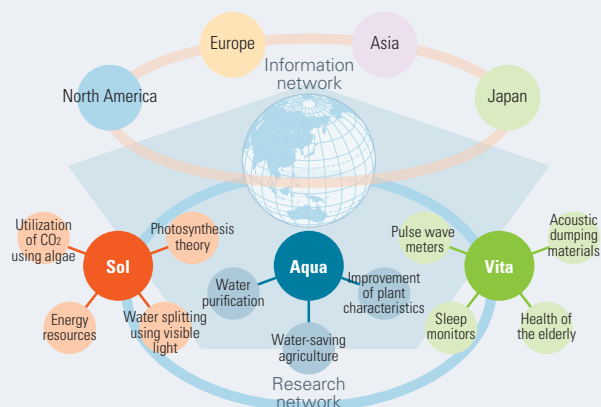 Europe
Asia
Information
network
North America
Japan
Utilization
of CO2
using algae
Photosynthesis
theory
Sol
Energy
resources
Water splitting
using visible
light
Aqua
Water
purification
Improvement
of plant
characteristics
Water-saving
agriculture
Pulse wave
meters
Acoustic
dumping
materials
Vita
Sleep
monitors
Health of
the elderly
Research
network